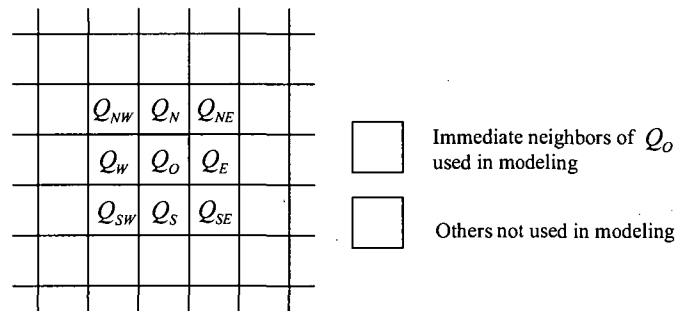 Q_NW Q_N Q_NE
Q_W Q_O Q_E
Q_SW Q_S Q_SE
Immediate neighbors of Q_O
used in modeling
Others not used in modeling